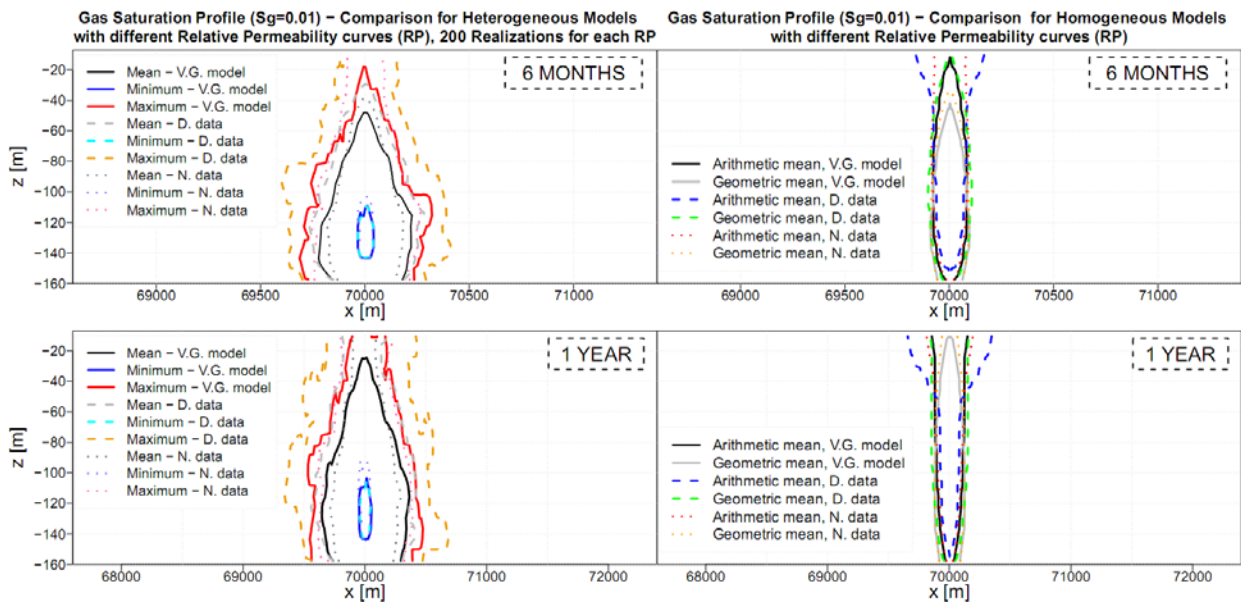 Gas Saturation Profile (Sg=0.01) − Comparison for Heterogeneous Models
with different Relative Permeability curves (RP), 200 Realizations for each RP
Gas Saturation Profile (Sg=0.01) − Comparison for Homogeneous Models
with different Relative Permeability curves (RP)
6 MONTHS
Mean − V.G. model
Minimum − V.G. model
Maximum − V.G. model
Mean − D. data
Minimum − D. data
Maximum − D. data
Mean − N. data
Minimum − N. data
Maximum − N. data
z [m]
−20
−40
−60
−80
−100
−120
−140
−160
69000 69500 70000 70500 71000
x [m]
6 MONTHS
Arithmetic mean, V.G. model
Geometric mean, V.G. model
Arithmetic mean, D. data
Geometric mean, D. data
Arithmetic mean, N. data
Geometric mean, N. data
69000 69500 70000 70500 71000
x [m]
1 YEAR
Mean − V.G. model
Minimum − V.G. model
Maximum − V.G. model
Mean − D. data
Minimum − D. data
Maximum − D. data
Mean − N. data
Minimum − N. data
Maximum − N. data
z [m]
−20
−40
−60
−80
−100
−120
−140
−160
68000 69000 70000 71000 72000
x [m]
1 YEAR
Arithmetic mean, V.G. model
Geometric mean, V.G. model
Arithmetic mean, D. data
Geometric mean, D. data
Arithmetic mean, N. data
Geometric mean, N. data
68000 69000 70000 71000 72000
x [m]